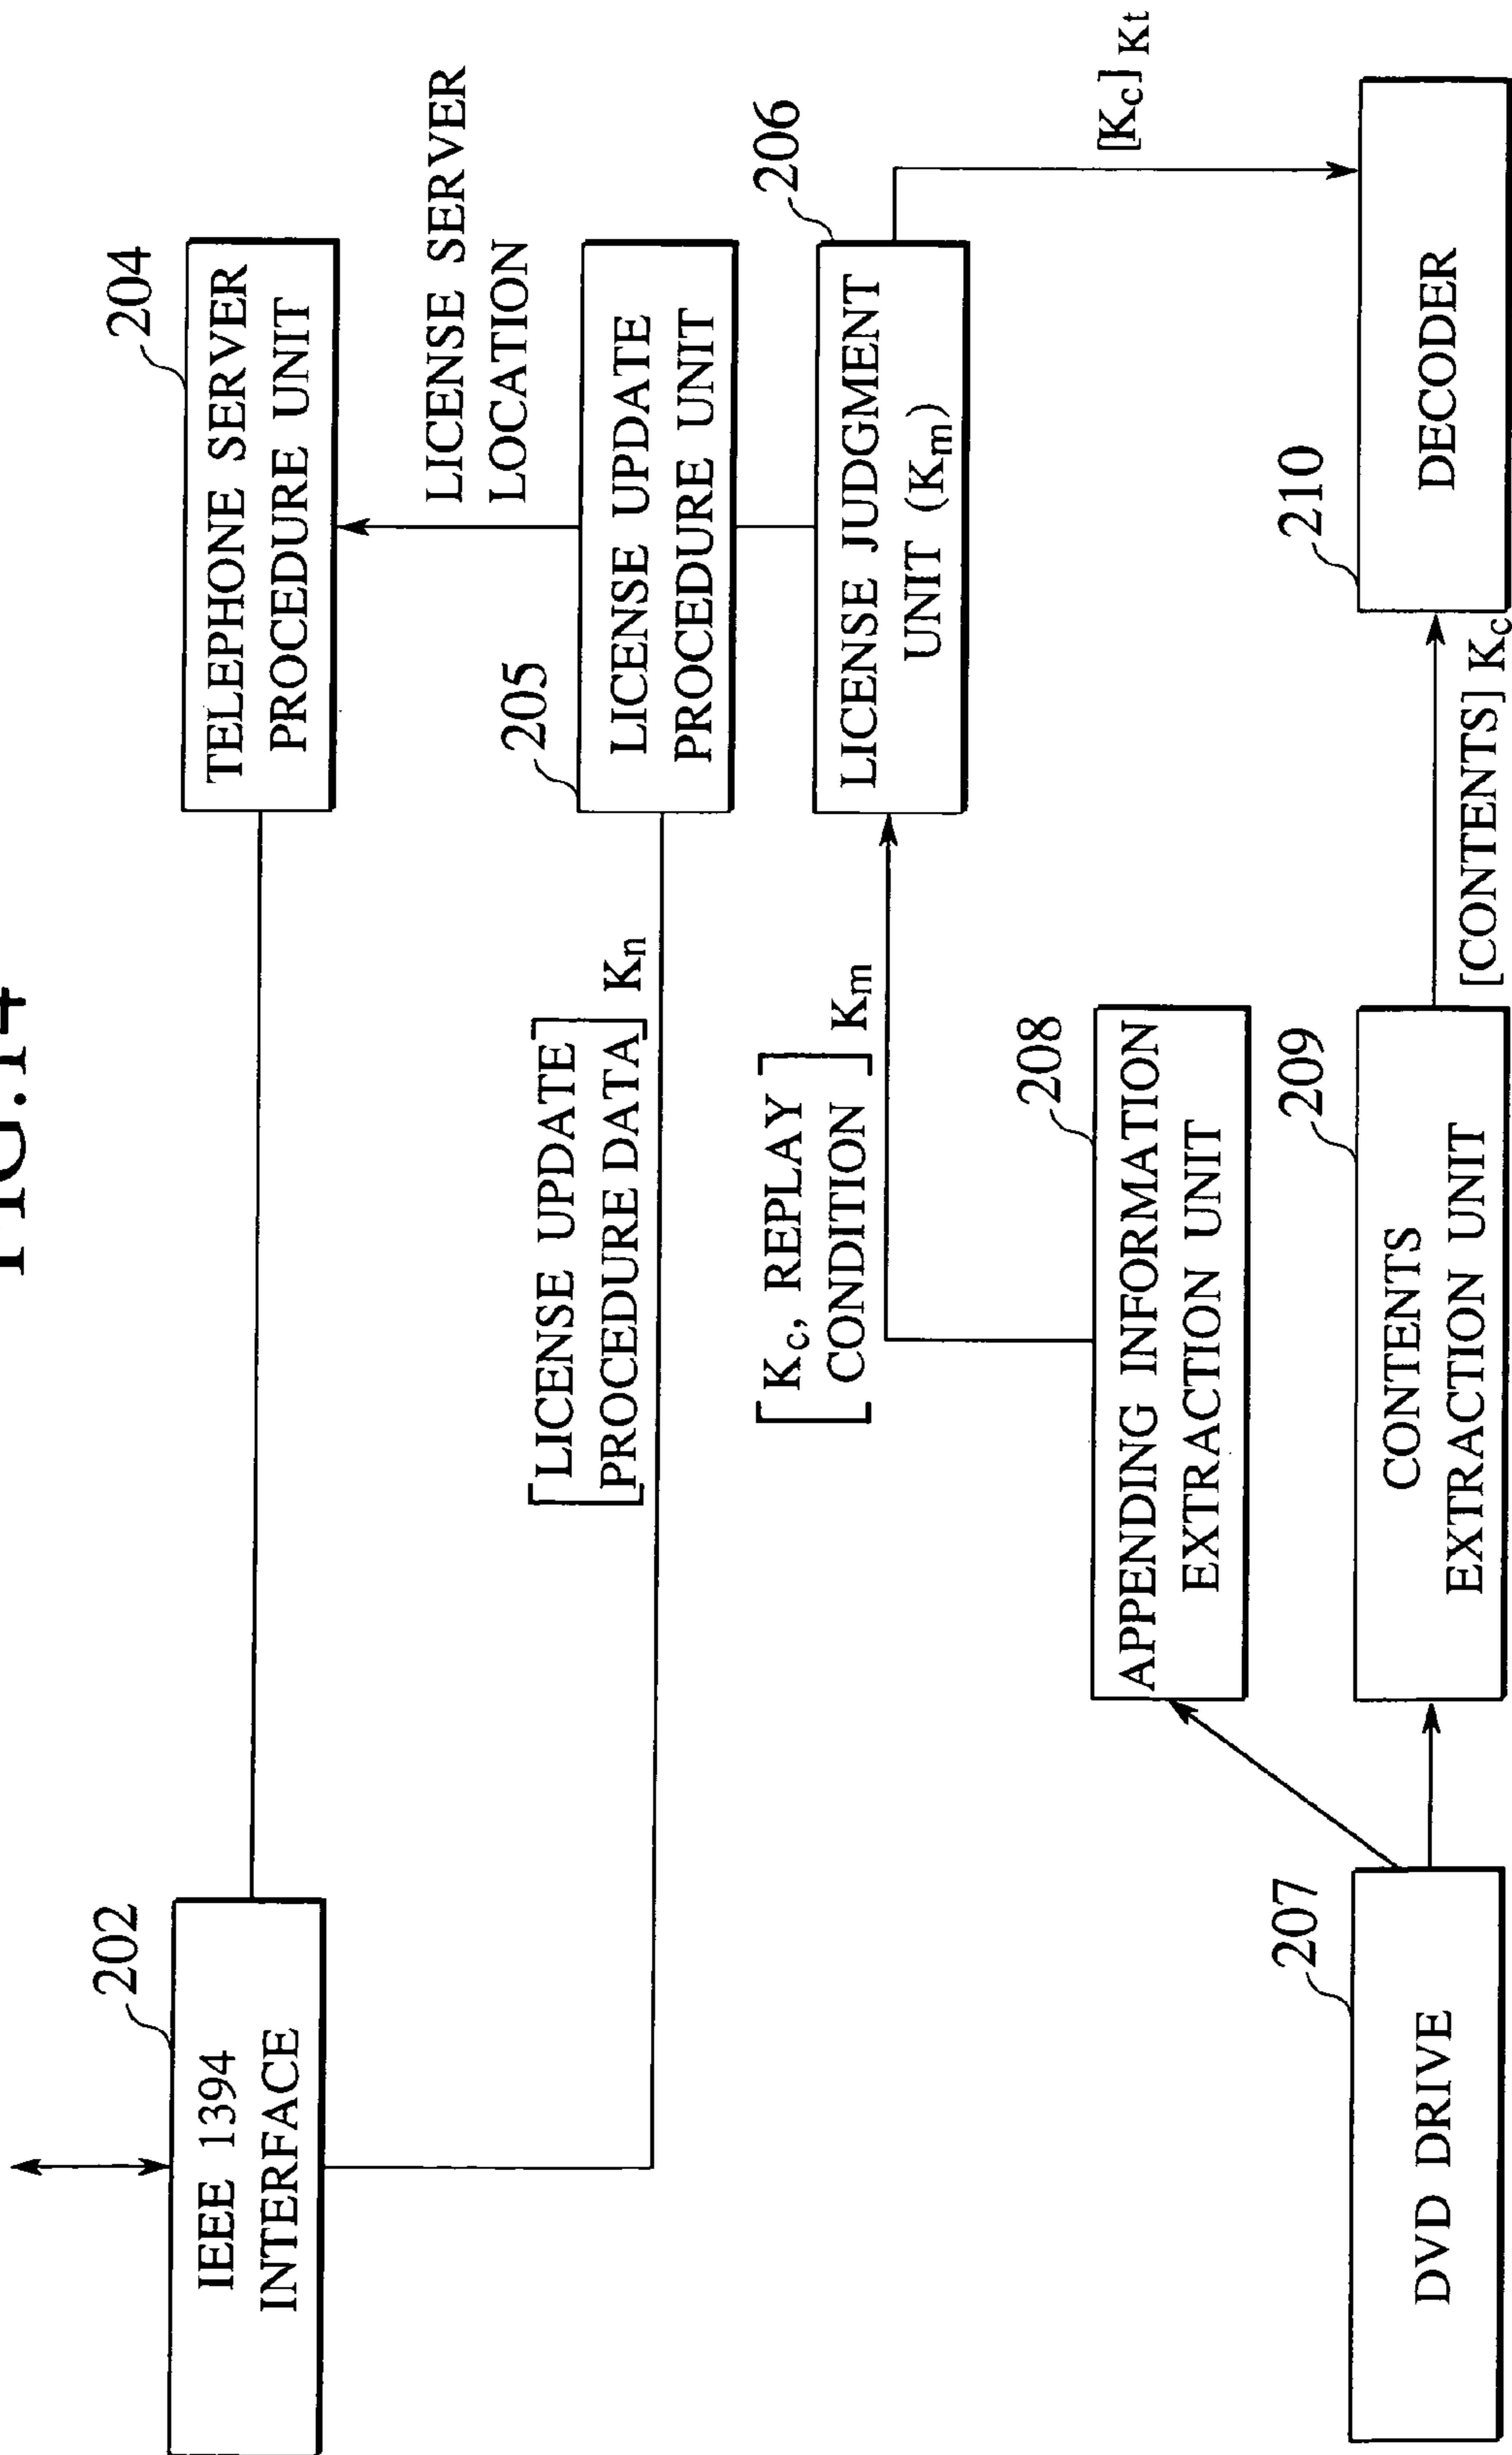 FIG.14
202
IEEE 1394
INTERFACE
204
TELEPHONE SERVER
PROCEDURE UNIT
LICENSE SERVER
LOCATION
[LICENSE UPDATE
PROCEDURE DATA] Kn
205
LICENSE UPDATE
PROCEDURE UNIT
[Kc, REPLAY
CONDITION] Km
206
LICENSE JUDGMENT
UNIT (Km)
[Kc] Kt
208
APPENDING INFORMATION
EXTRACTION UNIT
207
DVD DRIVE
209
CONTENTS
EXTRACTION UNIT
[CONTENTS] Kc
210
DECODER